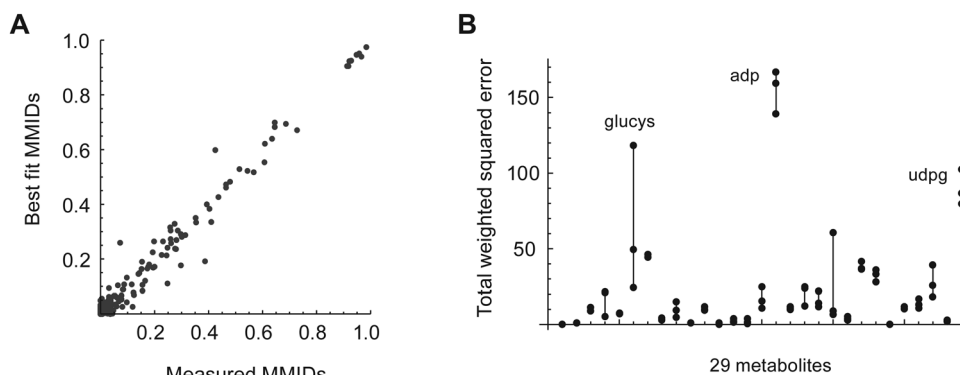 A
1.0
0.8
0.6
0.4
0.2
Best fit MMIDs
0.2 0.4 0.6 0.8 1.0
Measured MMIDs
B
150
100
50
Total weighted squared error
glucys
adp
udpg
29 metabolites